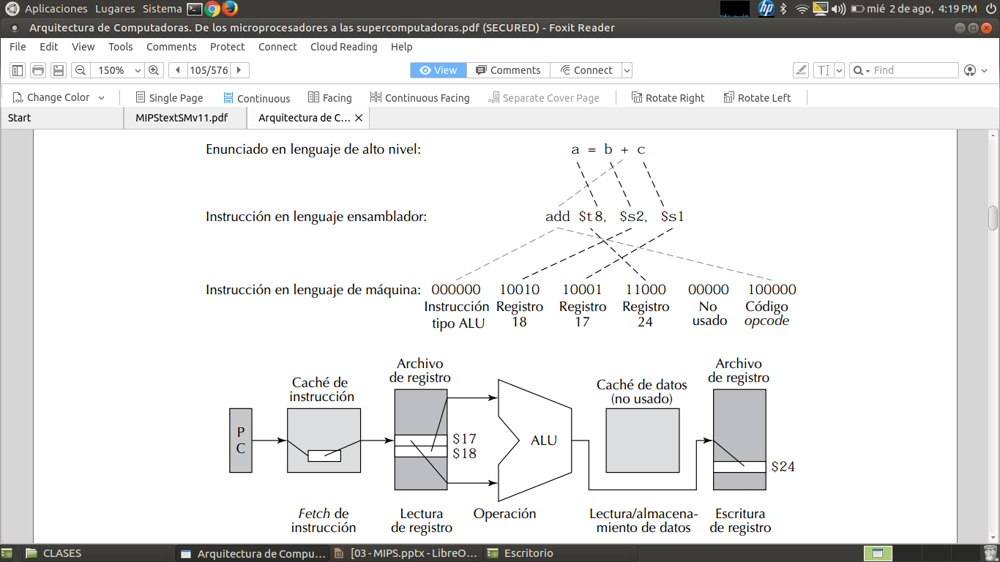 Aplicaciones Lugares Sistema mié 2 de ago, 4:19 PM
Arquitectura de Computadoras. De los microprocesadores a las supercomputadoras.pdf (SECURED) - Foxit Reader
File Edit View Tools Comments Protect Connect Cloud Reading Help
150% 105/576 View Comments Connect Find
Change Color Single Page Continuous Facing Continuous Facing Separate Cover Page Rotate Right Rotate Left
Start MIPStextSMv11.pdf Arquitectura de C...
Enunciado en lenguaje de alto nivel: a = b + c
Instrucción en lenguaje ensamblador: add $t8, $s2, $s1
Instrucción en lenguaje de máquina: 000000 10010 10001 11000 00000 100000
Instrucción Registro Registro Registro No Código
tipo ALU 18 17 24 usado opcode
Archivo Archivo
de registro de registro
Caché de Caché de datos
instrucción (no usado)
P
C
$17
$18
ALU
$24
Fetch de Lectura Operación Lectura/almacena- Escritura
instrucción de registro miento de datos de registro
CLASES Arquitectura de Compu... [03 - MIPS.pptx - LibreO... Escritorio